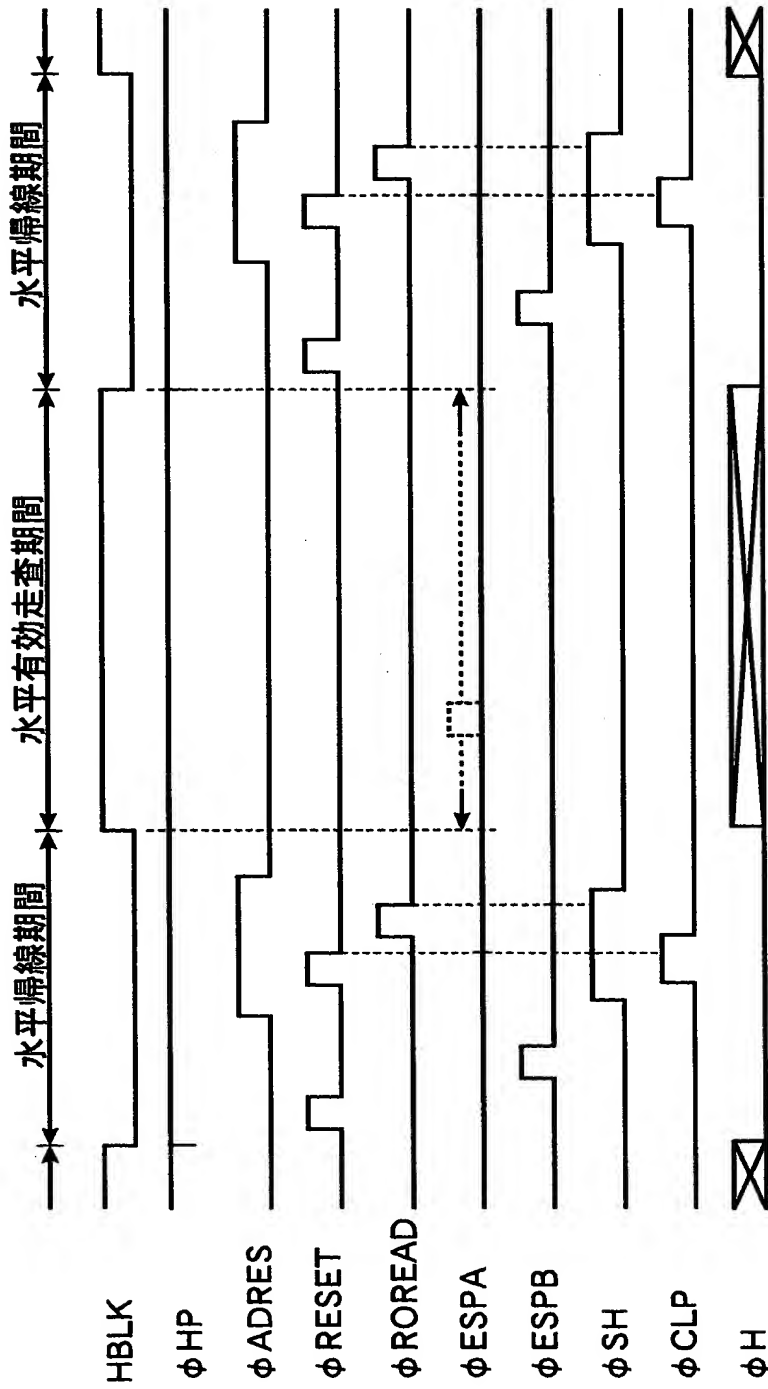 水平帰線期間
水平有効走査期間
水平帰線期間
HBLK
φHP
φADRES
φRESET
φROREAD
φESPA
φESPB
φSH
φCLP
φH